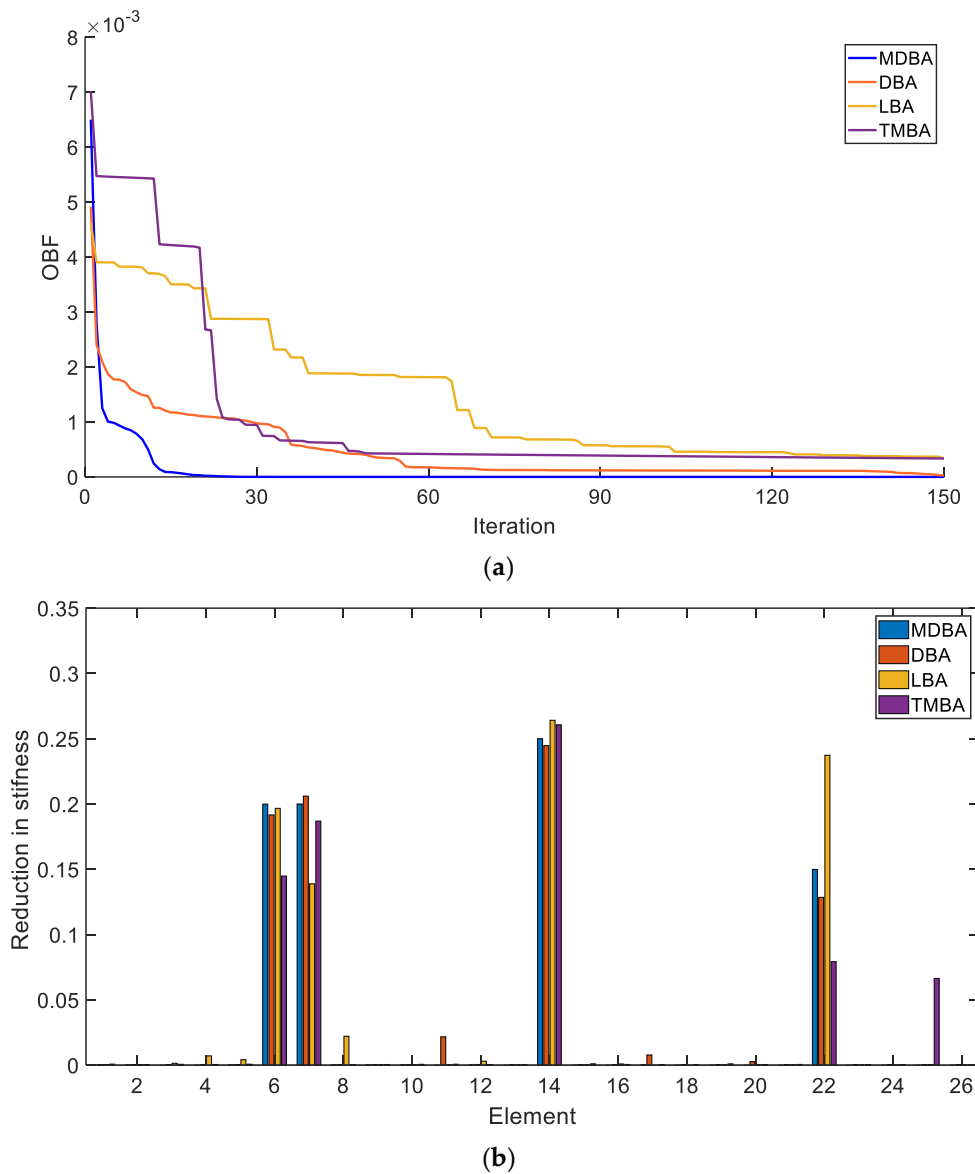 ×10⁻³
8
7
6
5
4
3
2
1
0
OBF
MDBA
DBA
LBA
TMBA
0 30 60 90 120 150
Iteration
(a)
0.35
0.3
0.25
0.2
0.15
0.1
0.05
0
Reduction in stifness
MDBA
DBA
LBA
TMBA
2 4 6 8 10 12 14 16 18 20 22 24 26
Element
(b)